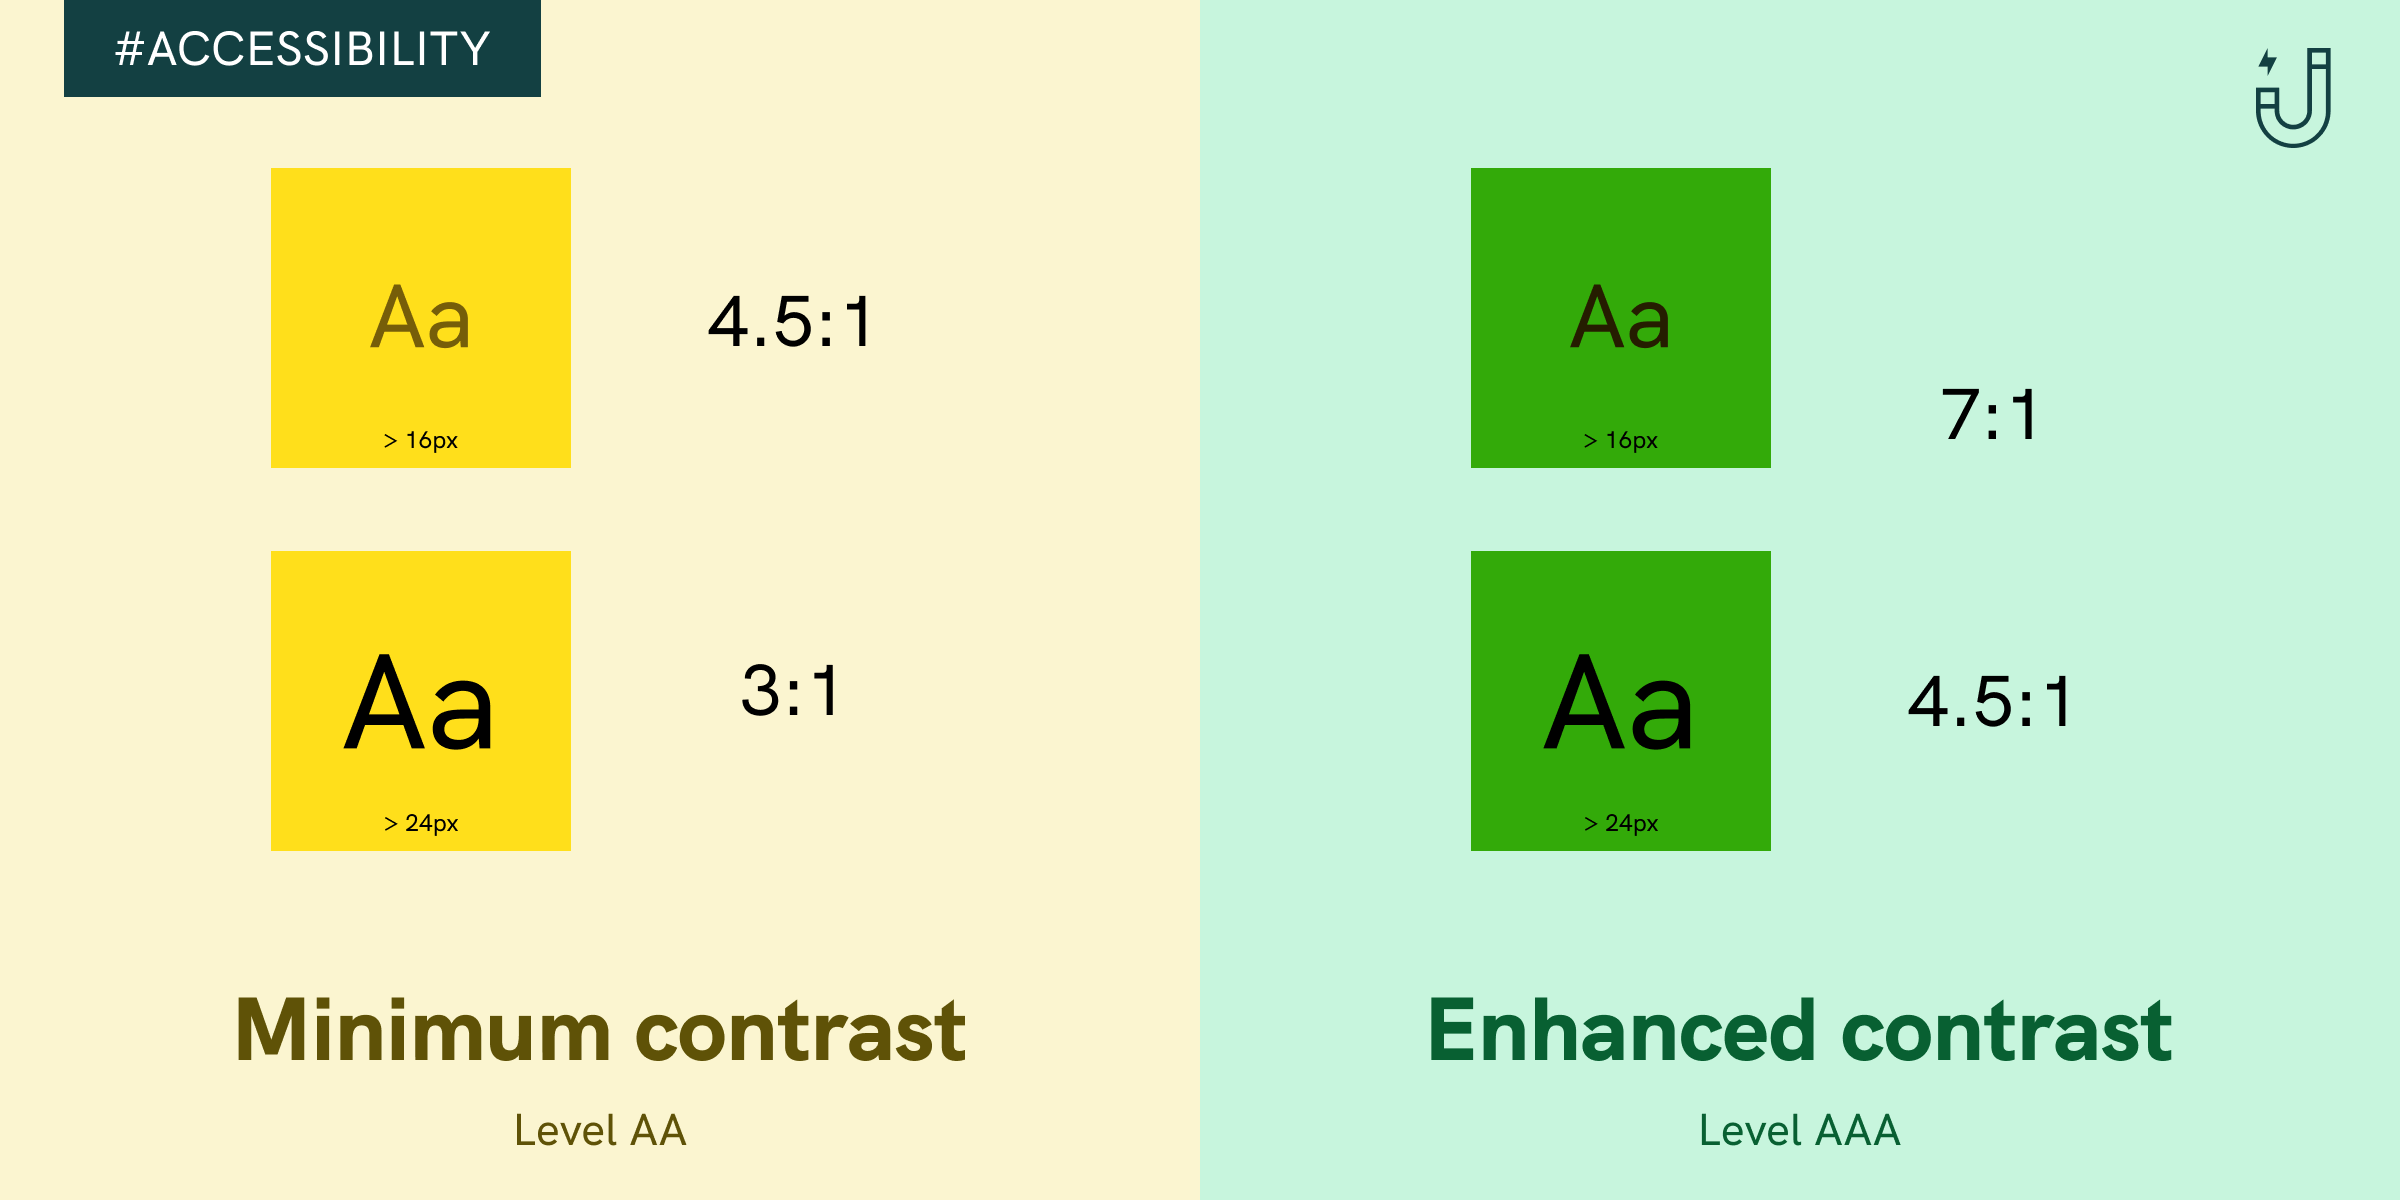 #ACCESSIBILITY
Aa
> 16px
4.5:1
Aa
> 24px
3:1
Minimum contrast
Level AA
Aa
> 16px
7:1
Aa
> 24px
4.5:1
Enhanced contrast
Level AAA